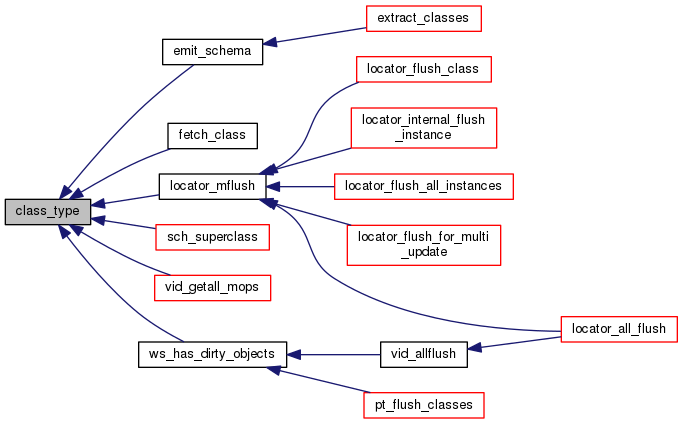 extract_classes
emit_schema
locator_flush_class
locator_internal_flush
_instance
fetch_class
locator_mflush
locator_flush_all_instances
class_type
sch_superclass
locator_flush_for_multi
_update
vid_getall_mops
locator_all_flush
ws_has_dirty_objects
vid_allflush
pt_flush_classes